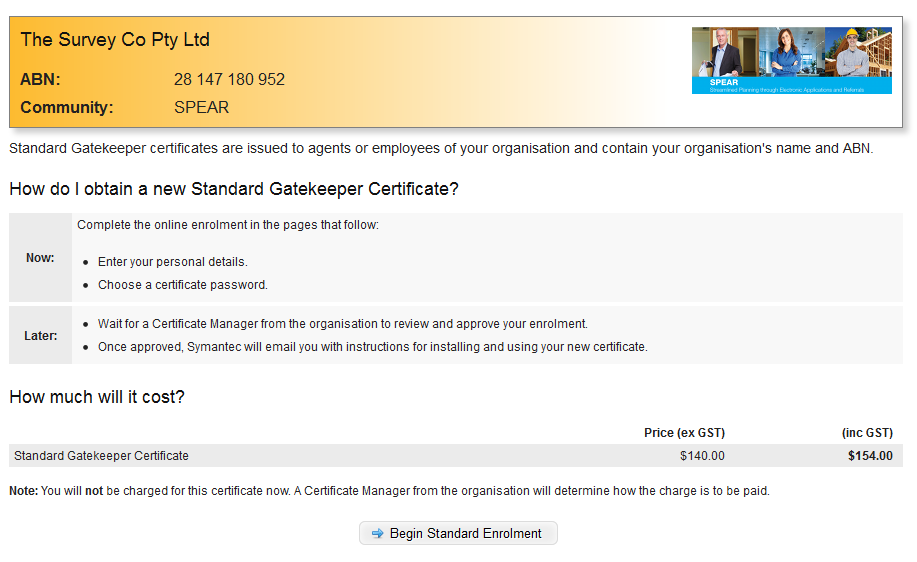 The Survey Co Pty Ltd
ABN: 28 147 180 952
Community: SPEAR
SPEAR
Streamlined Planning through Electronic Applications and Referrals
Standard Gatekeeper certificates are issued to agents or employees of your organisation and contain your organisation's name and ABN.
How do I obtain a new Standard Gatekeeper Certificate?
Now:
Complete the online enrolment in the pages that follow:
• Enter your personal details.
• Choose a certificate password.
Later:
• Wait for a Certificate Manager from the organisation to review and approve your enrolment.
• Once approved, Symantec will email you with instructions for installing and using your new certificate.
How much will it cost?
Price (ex GST) (inc GST)
Standard Gatekeeper Certificate $140.00 $154.00
Note: You will not be charged for this certificate now. A Certificate Manager from the organisation will determine how the charge is to be paid.
Begin Standard Enrolment